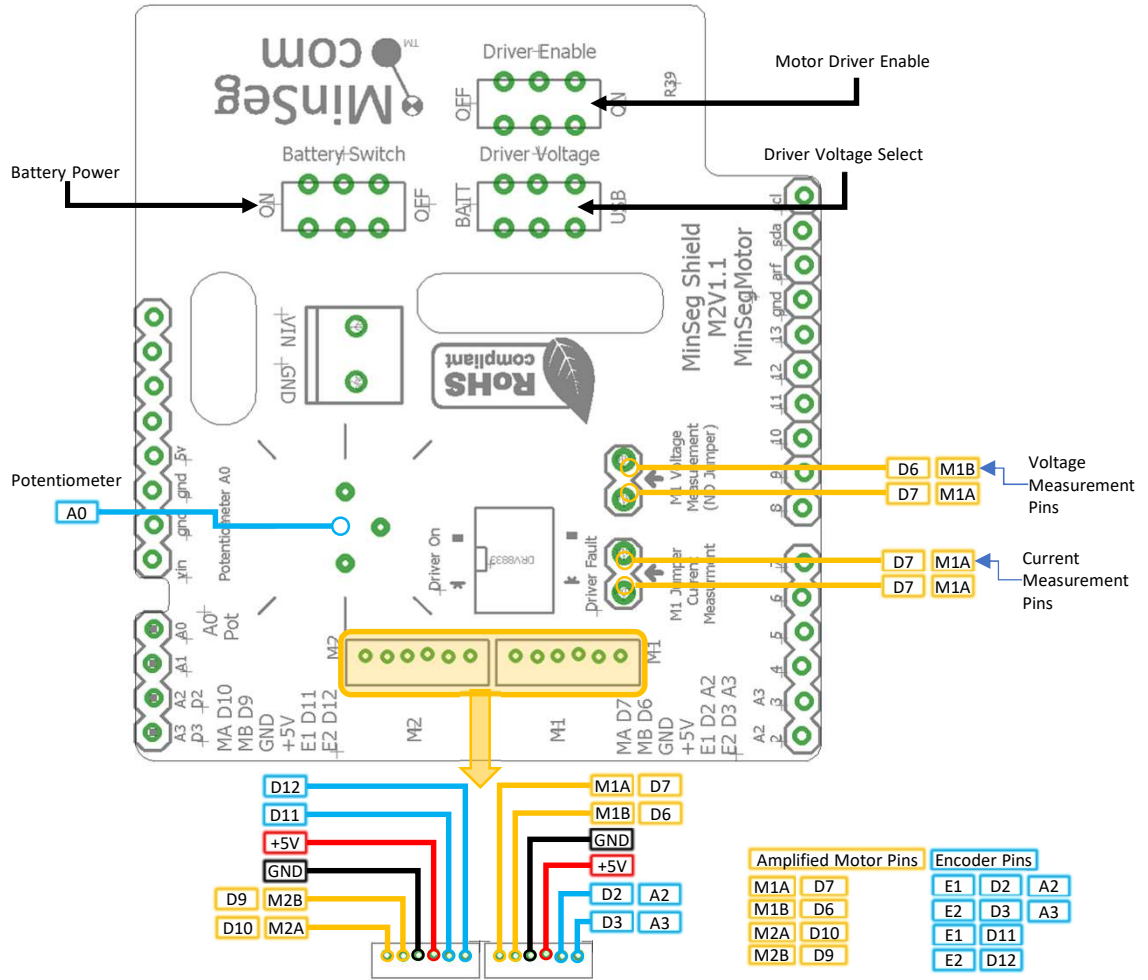 MinSeg
.com
TM
Driver Enable
OFF
ON
R39
Motor Driver Enable
Battery Switch
Driver Voltage
ON
OFF
BATT
USB
Battery Power
Driver Voltage Select
MinSeg Shield
M2V1.1
MinSegMotor
scl
sda
arf
gnd
13
12
11
10
9
8
7
6
5
4
3
2
A3
A2
VIN
GND
RoHS
compliant
5v
gnd
gnd
vin
Potentiometer A0
Potentiometer
A0
M1 Voltage
Measurement
(NO Jumper)
D6 M1B
D7 M1A
Voltage
Measurement
Pins
Driver On
DRV8833
Driver Fault
M1 Jumper
Current
Measurment
D7 M1A
D7 M1A
Current
Measurement
Pins
A0
A1
A2
A3
D2
D3
A0
Pot
M2
M1
MA D10
MB D9
GND
+5V
E1 D11
E2 D12
M2
M1
MA D7
MB D6
GND
+5V
E1 D2 A2
E2 D3 A3
D12
D11
+5V
GND
D9 M2B
D10 M2A
M1A D7
M1B D6
GND
+5V
D2 A2
D3 A3
Amplified Motor Pins
M1A D7
M1B D6
M2A D10
M2B D9
Encoder Pins
E1 D2 A2
E2 D3 A3
E1 D11
E2 D12